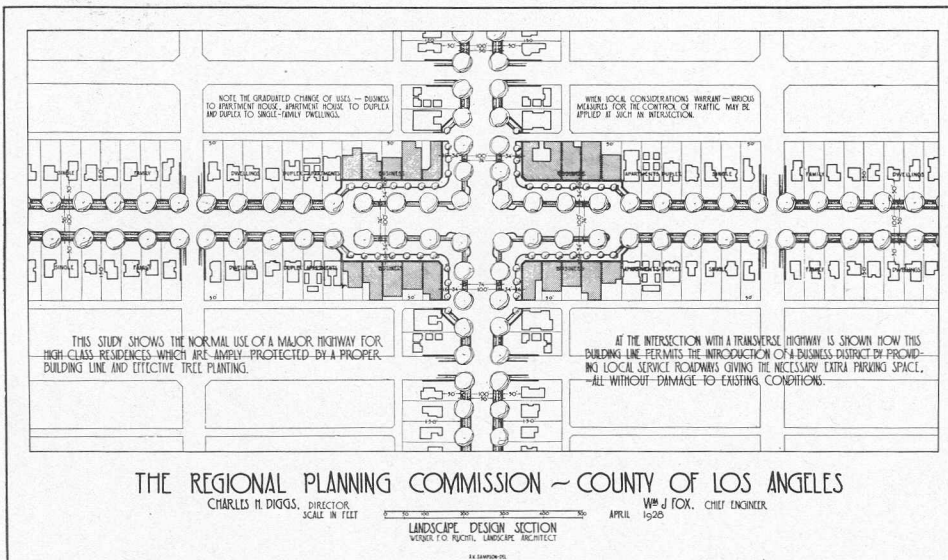 NOTE THE GRADUATED CHANGE OF USES — BUSINESS
TO APARTMENT HOUSE, APARTMENT HOUSE TO DUPLEX
AND DUPLEX TO SINGLE-FAMILY DWELLINGS.
WHEN LOCAL CONSIDERATIONS WARRANT — VARIOUS
MEASURES FOR THE CONTROL OF TRAFFIC MAY BE
APPLIED AT SUCH AN INTERSECTION.
SINGLE FAMILY DWELLINGS DUPLEX APARTMENTS BUSINESS
BUSINESS APARTMENTS DUPLEX SINGLE FAMILY DWELLINGS
SINGLE FAMILY DWELLINGS DUPLEX APARTMENTS BUSINESS
BUSINESS APARTMENTS DUPLEX SINGLE FAMILY DWELLINGS
THIS STUDY SHOWS THE NORMAL USE OF A MAJOR HIGHWAY FOR
HIGH CLASS RESIDENCES WHICH ARE AMPLY PROTECTED BY A PROPER
BUILDING LINE AND EFFECTIVE TREE PLANTING.
AT THE INTERSECTION WITH A TRANSVERSE HIGHWAY IS SHOWN HOW THIS
BUILDING LINE PERMITS THE INTRODUCTION OF A BUSINESS DISTRICT BY PROVID-
ING LOCAL SERVICE ROADWAYS GIVING THE NECESSARY EXTRA PARKING SPACE,
-ALL WITHOUT DAMAGE TO EXISTING CONDITIONS.
THE REGIONAL PLANNING COMMISSION ~ COUNTY OF LOS ANGELES
CHARLES H. DIGGS, DIRECTOR
WM J FOX, CHIEF ENGINEER
SCALE IN FEET
0 50 100 200 300 400 500
APRIL 1928
LANDSCAPE DESIGN SECTION
WERNER F.O. RUCHTI, LANDSCAPE ARCHITECT